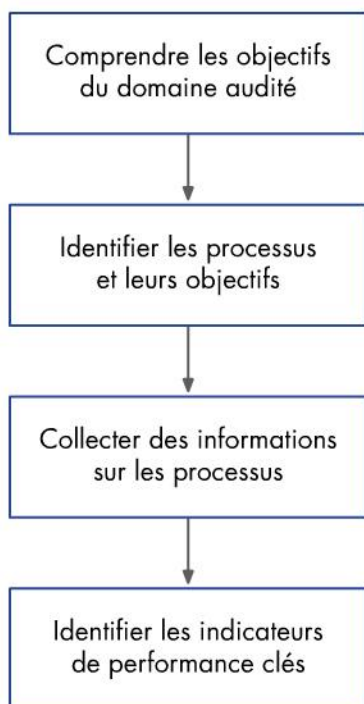 Comprendre les objectifs
du domaine audité
Identifier les processus
et leurs objectifs
Collecter des informations
sur les processus
Identifier les indicateurs
de performance clés